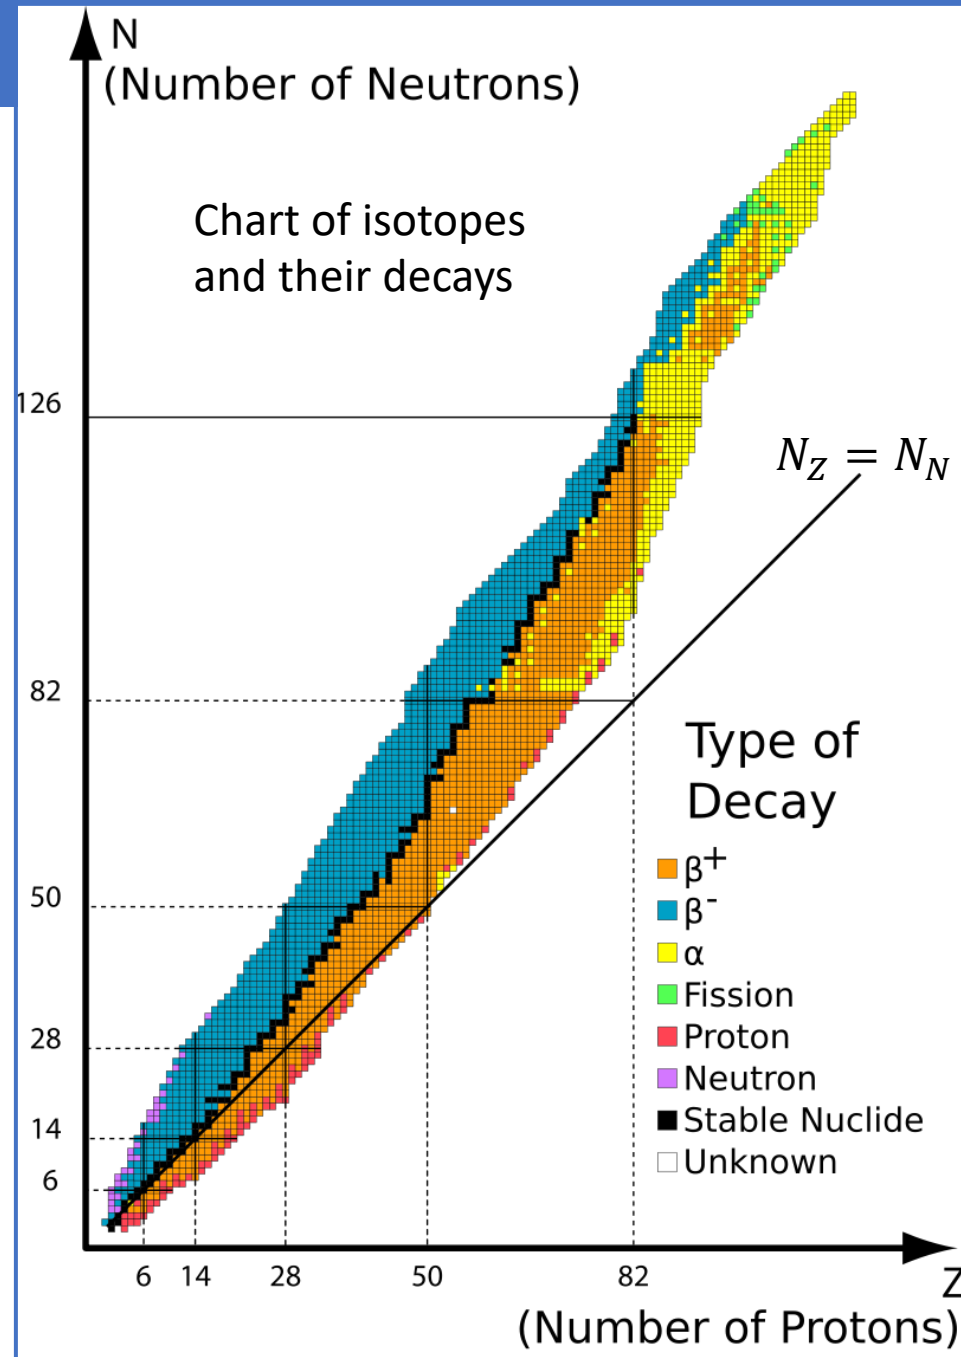 N
(Number of Neutrons)
Chart of isotopes
and their decays
126
N_Z = N_N
82
Type of
Decay
β+
50
β-
α
Fission
28
Proton
Neutron
14
Stable Nuclide
6
Unknown
6 14 28 50 82
Z
(Number of Protons)